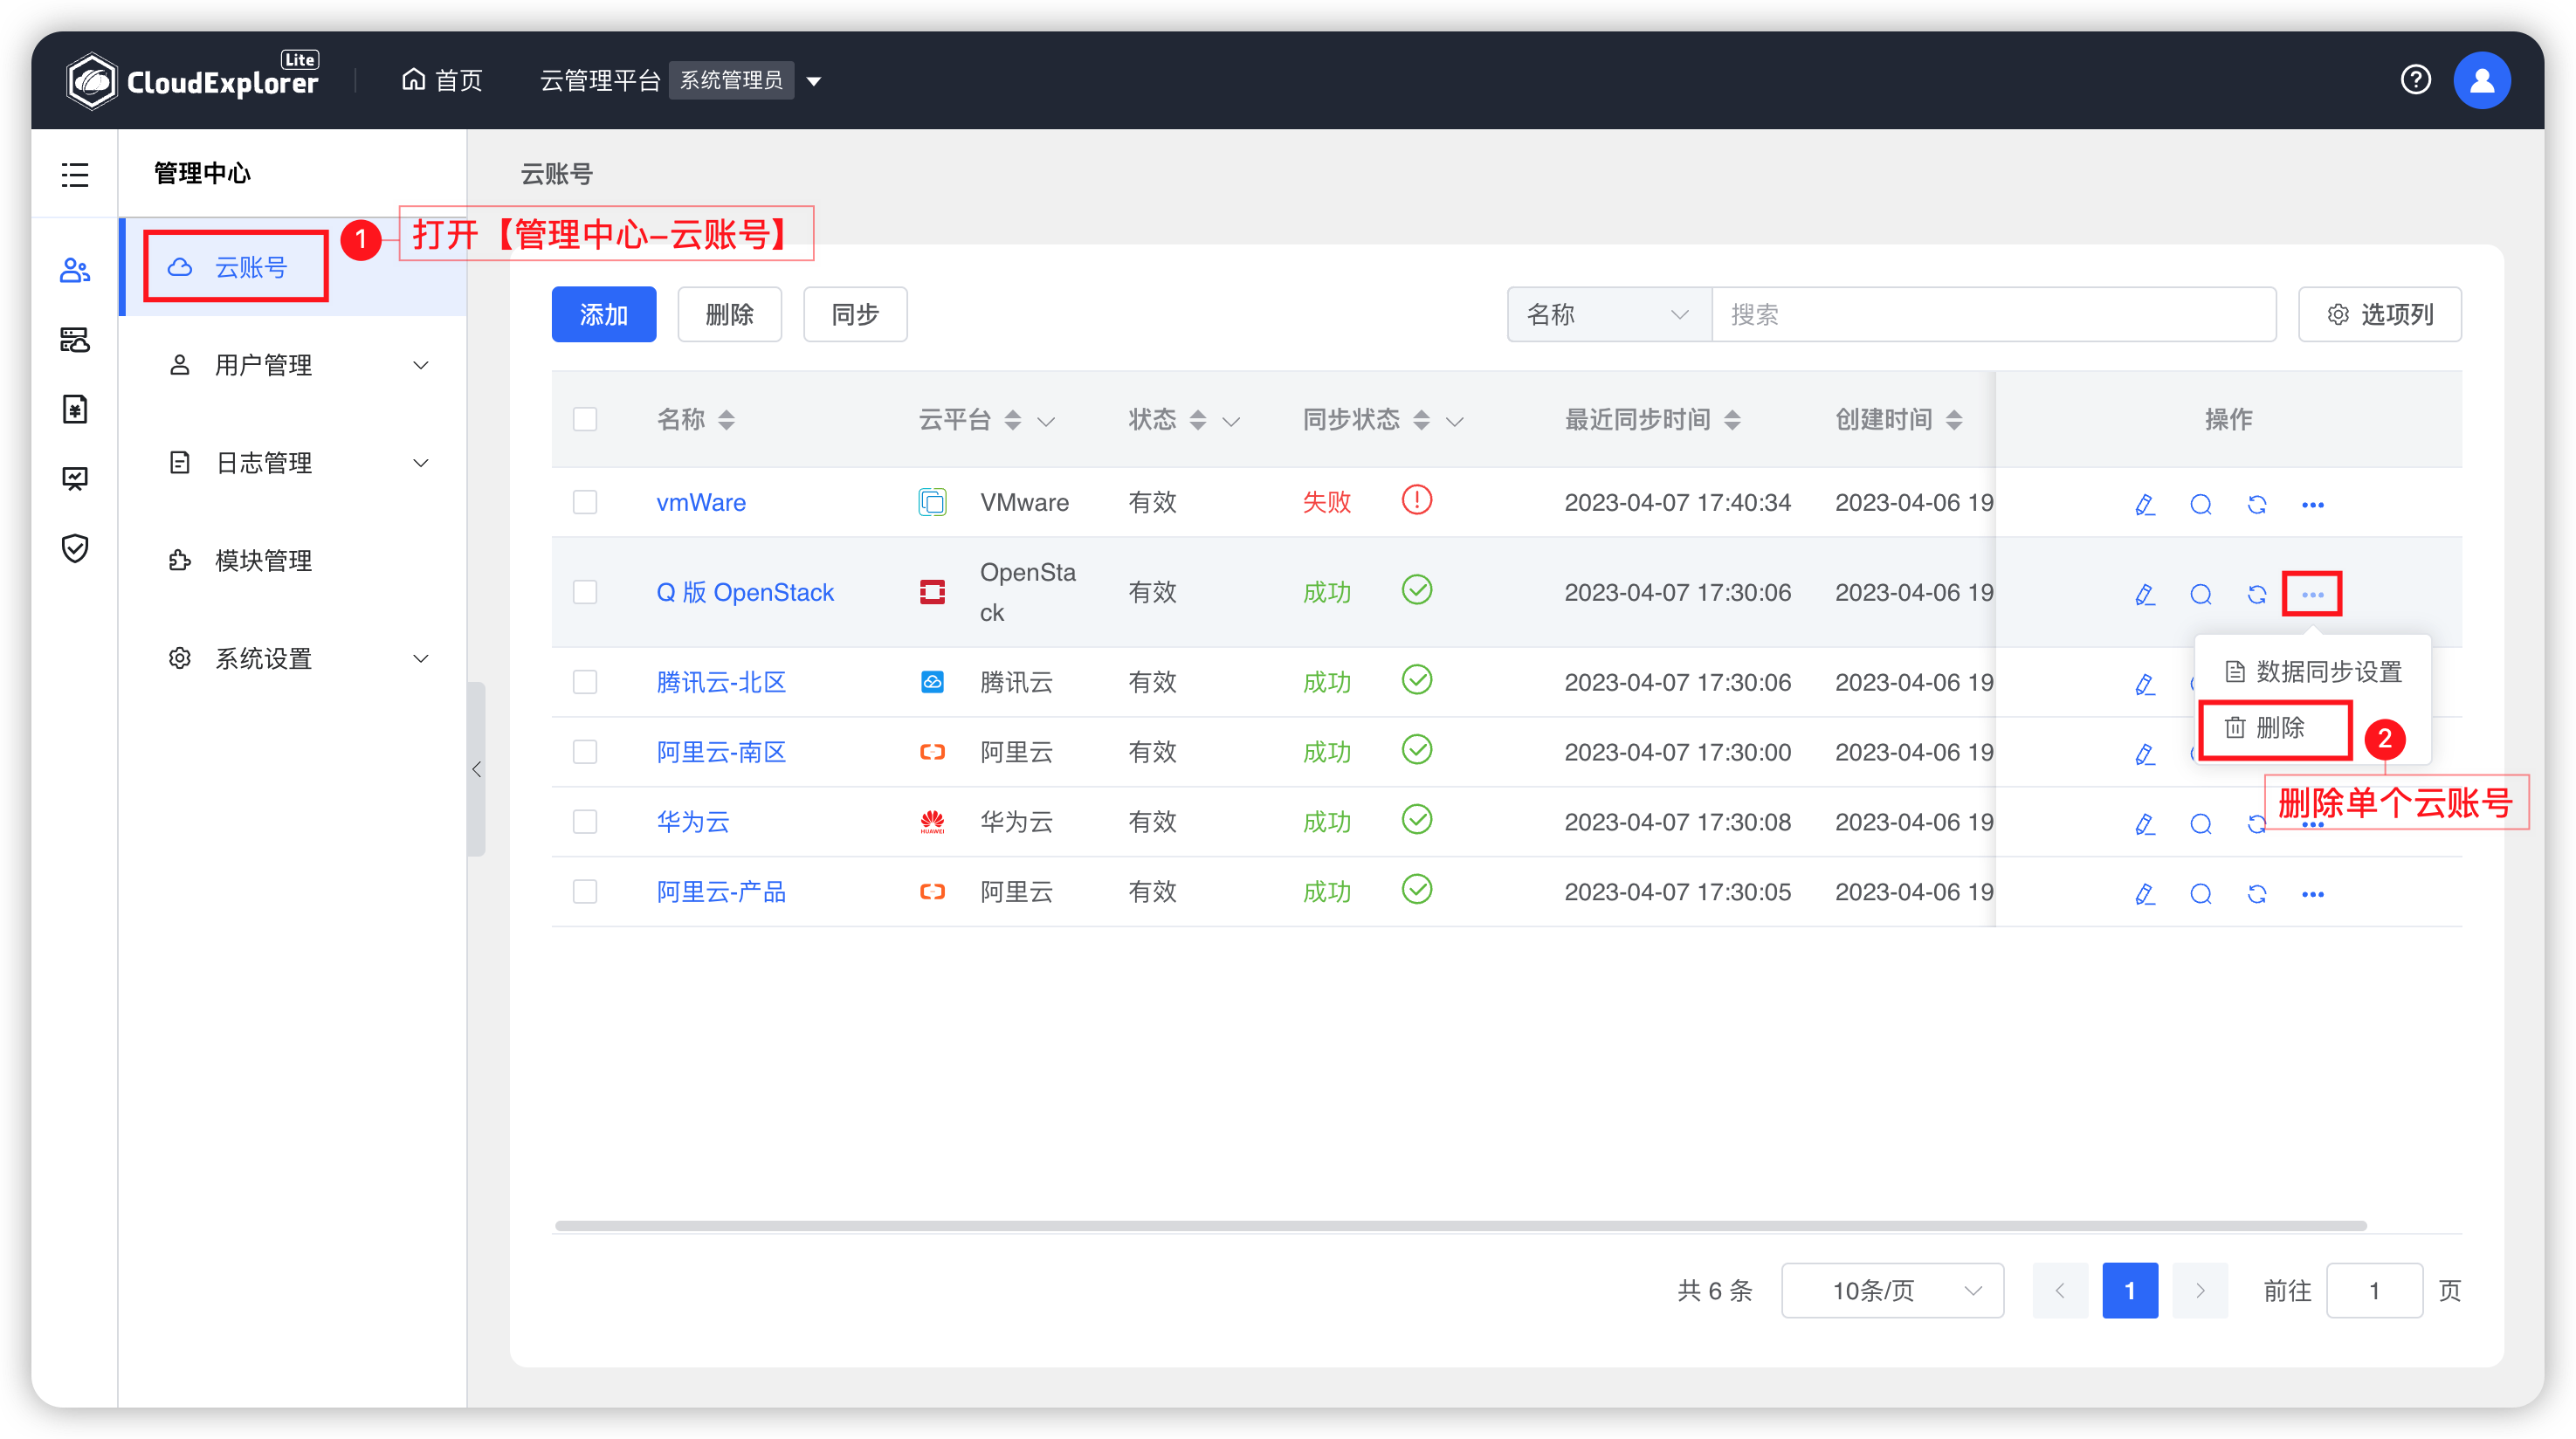 CloudExplorer Lite
首页
云管理平台 系统管理员
管理中心
云账号
1 打开【管理中心–云账号】
云账号
用户管理
日志管理
模块管理
系统设置
添加 删除 同步 名称 搜索 选项列
名称 云平台 状态 同步状态 最近同步时间 创建时间 操作
vmWare VMware 有效 失败 2023-04-07 17:40:34 2023-04-06 19
Q 版 OpenStack OpenSta
ck 有效 成功 2023-04-07 17:30:06 2023-04-06 19
数据同步设置
腾讯云-北区 腾讯云 有效 成功 2023-04-07 17:30:06 2023-04-06 19
删除 2
阿里云-南区 阿里云 有效 成功 2023-04-07 17:30:00 2023-04-06 19
删除单个云账号
华为云 HUAWEI 华为云 有效 成功 2023-04-07 17:30:08 2023-04-06 19
阿里云-产品 阿里云 有效 成功 2023-04-07 17:30:05 2023-04-06 19
共 6 条 10条/页 1 前往 1 页